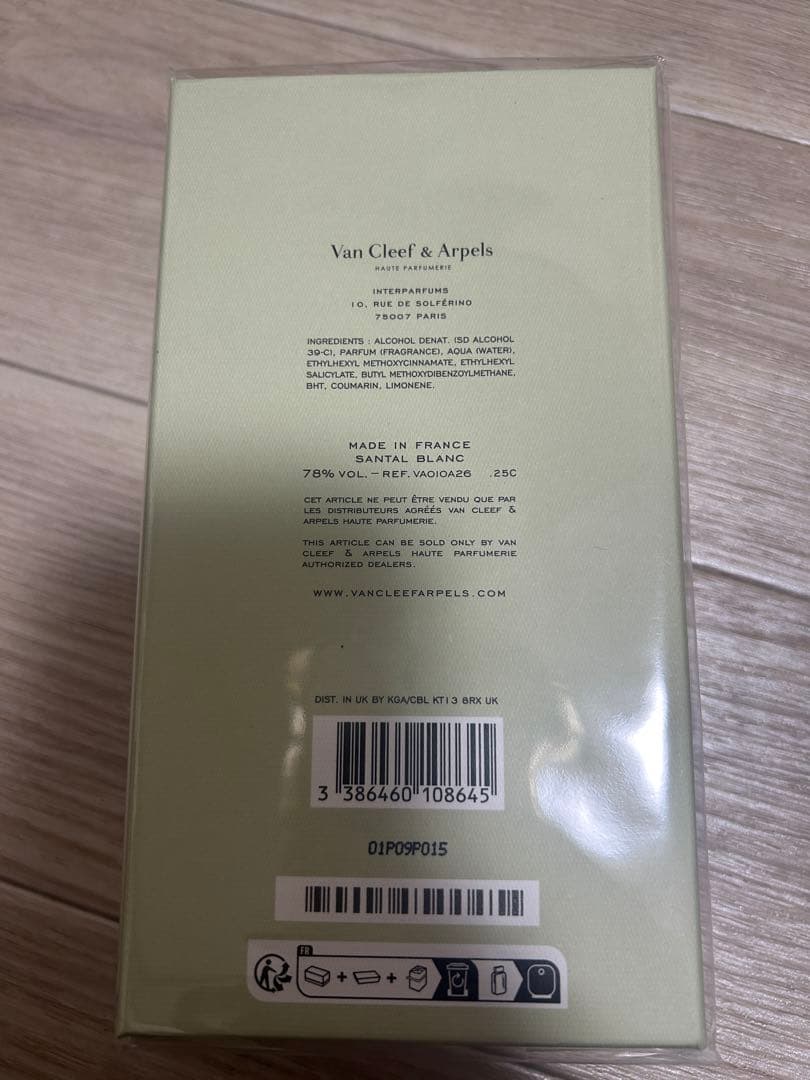 Van Cleef & Arpels
HAUTE PARFUMERIE
INTERPARFUMS
10, RUE DE SOLFÉRINO
75007 PARIS
INGREDIENTS : ALCOHOL DENAT. (SD ALCOHOL
39-C), PARFUM (FRAGRANCE), AQUA (WATER),
ETHYLHEXYL METHOXYCINNAMATE, ETHYLHEXYL
SALICYLATE, BUTYL METHOXYDIBENZOYLMETHANE,
BHT, COUMARIN, LIMONENE.
MADE IN FRANCE
SANTAL BLANC
78% VOL. – REF. VA010A26 .25C
CET ARTICLE NE PEUT ÊTRE VENDU QUE PAR
LES DISTRIBUTEURS AGRÉÉS VAN CLEEF &
ARPELS HAUTE PARFUMERIE.
THIS ARTICLE CAN BE SOLD ONLY BY VAN
CLEEF & ARPELS HAUTE PARFUMERIE
AUTHORIZED DEALERS.
WWW.VANCLEEFARPELS.COM
DIST. IN UK BY KGA/CBL KT13 8RX UK
3 386460 108645
01P09P015
FR